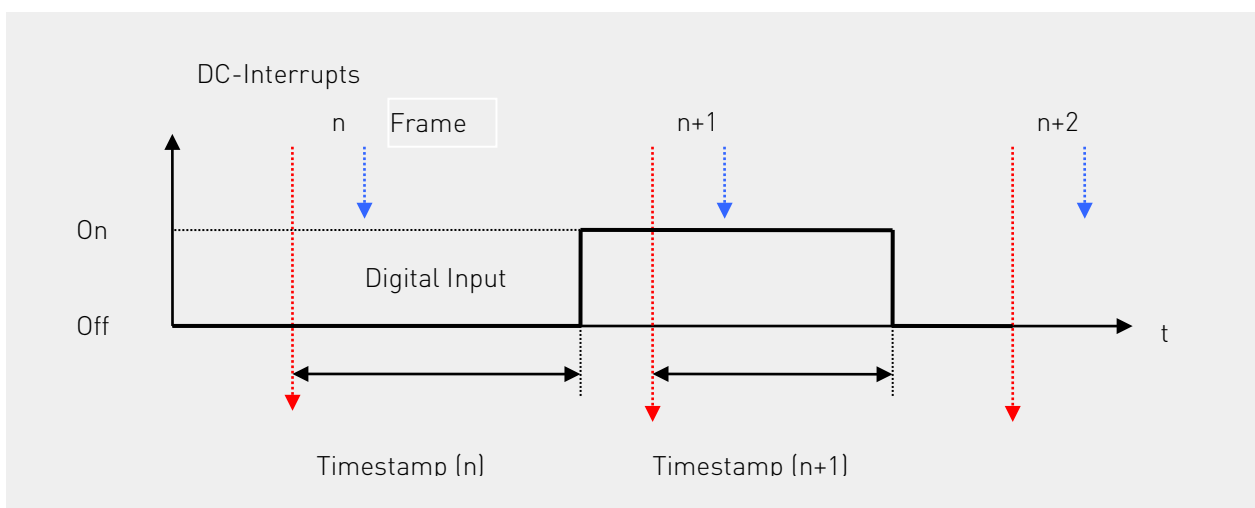 DC-Interrupts
n Frame n+1 n+2
On
Digital Input
Off
t
Timestamp (n) Timestamp (n+1)